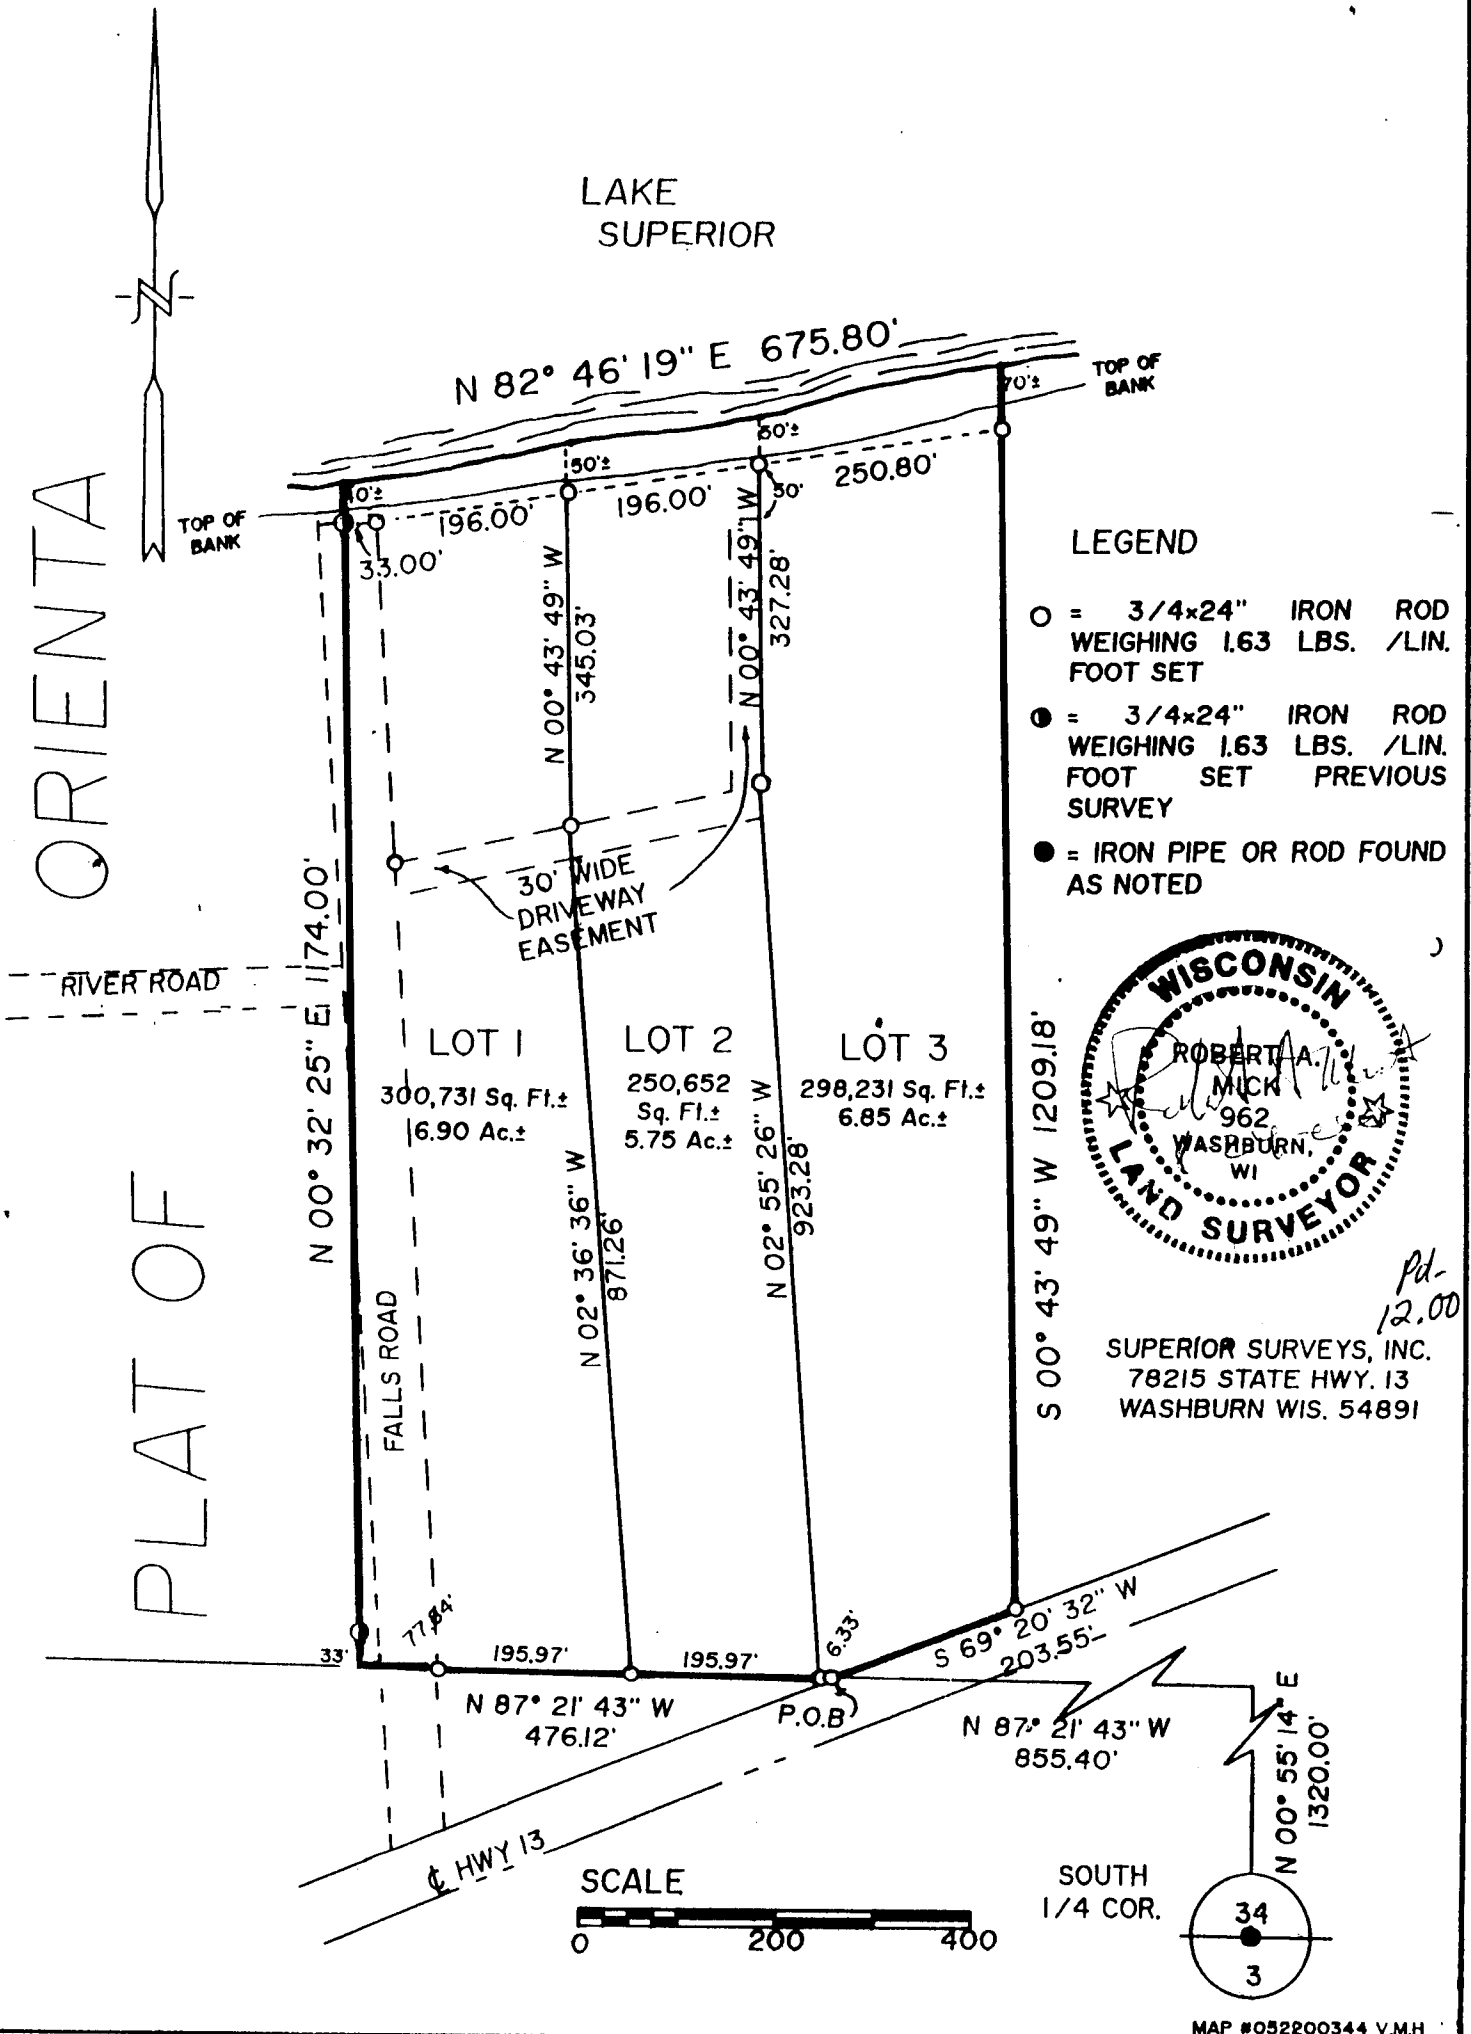 LAKE
SUPERIOR
N 82° 46' 19" E 675.80'
TOP OF
BANK
70'±
50'±
50'±
250.80'
50'
196.00'
196.00'
TOP OF
BANK
33.00'
N 00° 43' 49" W
345.03'
N 00° 43' 49" W
327.28'
PLAT OF ORIENTA
LEGEND
○ = 3/4x24" IRON ROD
WEIGHING 1.63 LBS. /LIN.
FOOT SET
◑ = 3/4x24" IRON ROD
WEIGHING 1.63 LBS. /LIN.
FOOT SET PREVIOUS
SURVEY
● = IRON PIPE OR ROD FOUND
AS NOTED
30' WIDE
DRIVEWAY
EASEMENT
RIVER ROAD
N 00° 32' 25" E 1174.00'
LOT 1
300,731 Sq. Ft.±
6.90 Ac.±
LOT 2
250,652
Sq. Ft.±
5.75 Ac.±
LOT 3
298,231 Sq. Ft.±
6.85 Ac.±
N 02° 36' 36" W
871.26'
N 02° 55' 26" W
923.28'
S 00° 43' 49" W 1209.18'
FALLS ROAD
WISCONSIN
ROBERT A.
MICK
962
WASHBURN,
WI
LAND SURVEYOR
Pd-
12.00
SUPERIOR SURVEYS, INC.
78215 STATE HWY. 13
WASHBURN WIS. 54891
33'
77.84'
195.97'
195.97'
6.33'
S 69° 20' 32" W
203.55'
N 87° 21' 43" W
476.12'
P.O.B
N 87° 21' 43" W
855.40'
N 00° 55' 14" E
1320.00'
℄ HWY 13
SCALE
0 200 400
SOUTH
1/4 COR.
34
3
MAP #052200344 V.M.H